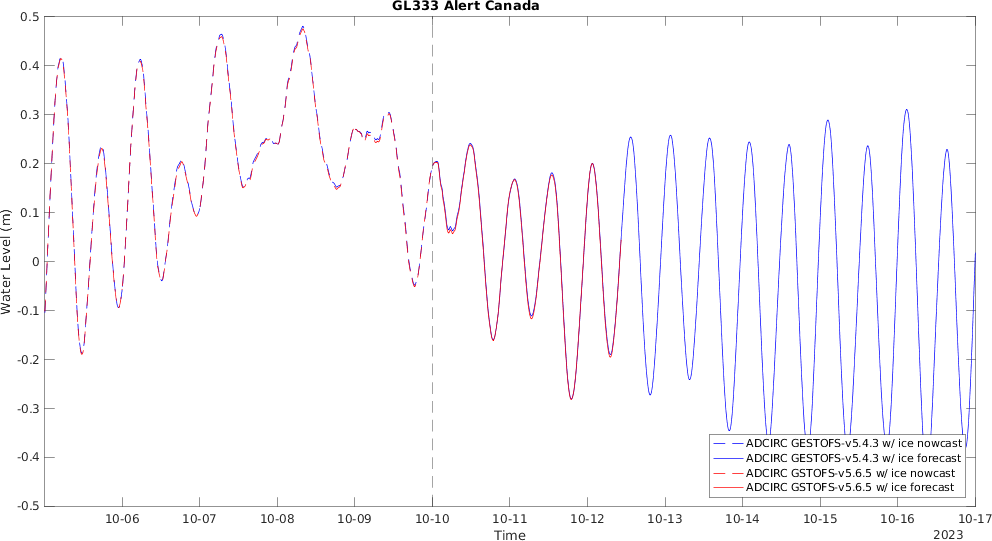 GL333 Alert Canada
0.5
0.4
0.3
0.2
0.1
0
-0.1
-0.2
-0.3
-0.4
-0.5
Water Level (m)
ADCIRC GESTOFS-v5.4.3 w/ ice nowcast
ADCIRC GESTOFS-v5.4.3 w/ ice forecast
ADCIRC GSTOFS-v5.6.5 w/ ice nowcast
ADCIRC GSTOFS-v5.6.5 w/ ice forecast
10-06 10-07 10-08 10-09 10-10 10-11 10-12 10-13 10-14 10-15 10-16 10-17
Time
2023